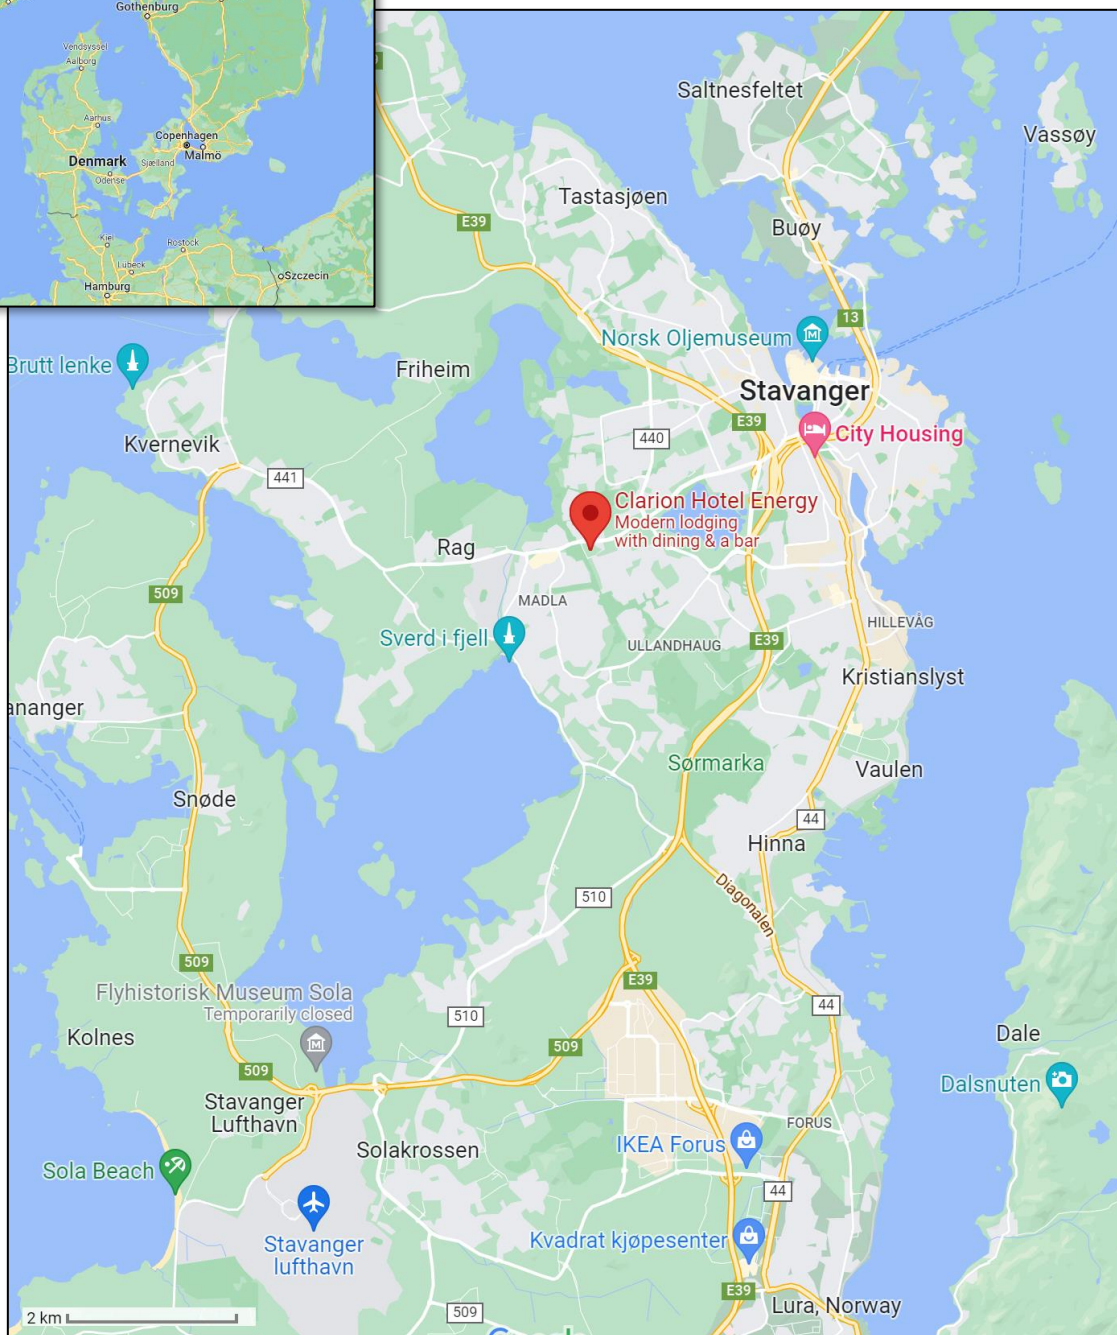 Gothenburg
Vendsyssel
Aalborg
Aarhus
Copenhagen
Malmö
Denmark
Sjælland
Odense
Kiel
Rostock
Lübeck
Szczecin
Hamburg
Saltnesfeltet
Vassøy
Tastasjøen
E39
Buøy
13
Norsk Oljemuseum
Brutt lenke
Friheim
Stavanger
E39
440
City Housing
Kvernevik
441
Clarion Hotel Energy
Modern lodging
with dining & a bar
Rag
509
MADLA
HILLEVÅG
Sverd i fjell
ULLANDHAUG
E39
Kristianslyst
ananger
Sørmarka
Vaulen
Snøde
44
Hinna
Diagonalen
510
509
E39
Flyhistorisk Museum Sola
Temporarily closed
44
510
Kolnes
Dale
509
509
Dalsnuten
Stavanger
Lufthavn
FORUS
Solakrossen
IKEA Forus
Sola Beach
44
Stavanger
lufthavn
Kvadrat kjøpesenter
E39
Lura, Norway
509
2 km